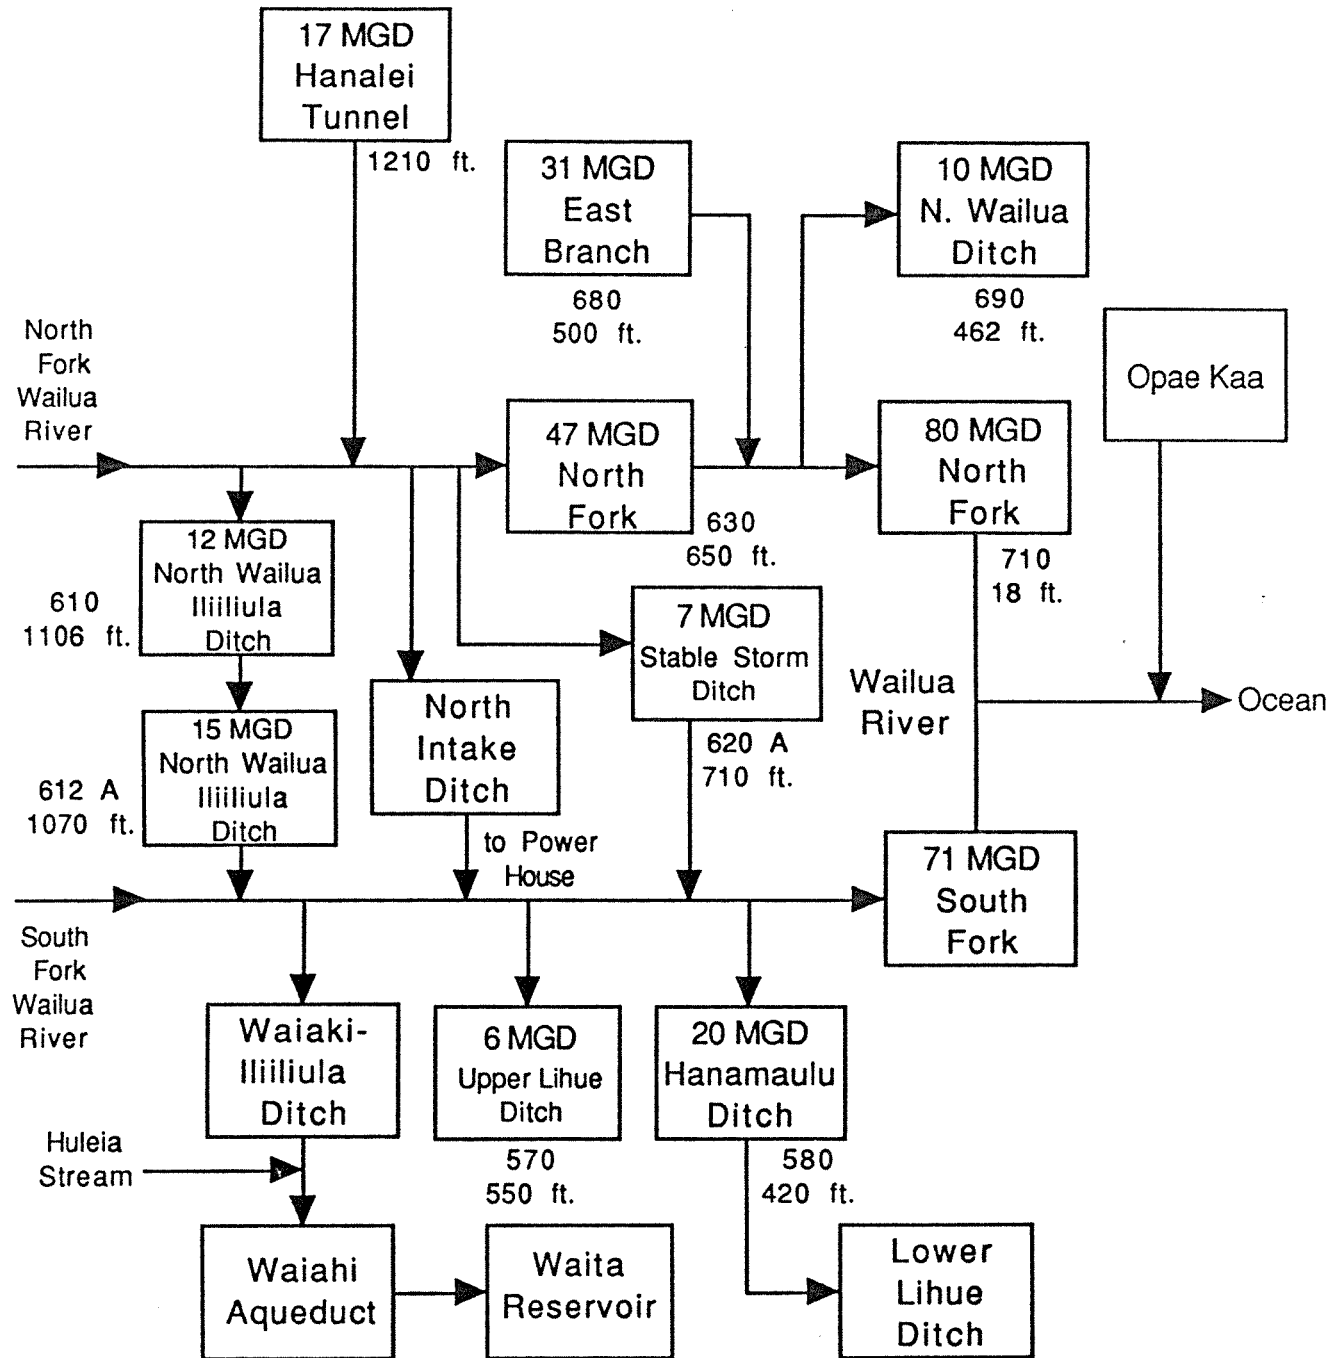 17 MGD
Hanalei
Tunnel
1210 ft.
31 MGD
East
Branch
680
500 ft.
10 MGD
N. Wailua
Ditch
690
462 ft.
Opae Kaa
North
Fork
Wailua
River
47 MGD
North
Fork
630
650 ft.
80 MGD
North
Fork
710
18 ft.
12 MGD
North Wailua
Iliiliula
Ditch
610
1106 ft.
15 MGD
North Wailua
Iliiliula
Ditch
612 A
1070 ft.
North
Intake
Ditch
to Power
House
7 MGD
Stable Storm
Ditch
620 A
710 ft.
Wailua
River
Ocean
71 MGD
South
Fork
South
Fork
Wailua
River
Waiaki-
Iliiliula
Ditch
6 MGD
Upper Lihue
Ditch
570
550 ft.
20 MGD
Hanamaulu
Ditch
580
420 ft.
Huleia
Stream
Waiahi
Aqueduct
Waita
Reservoir
Lower
Lihue
Ditch